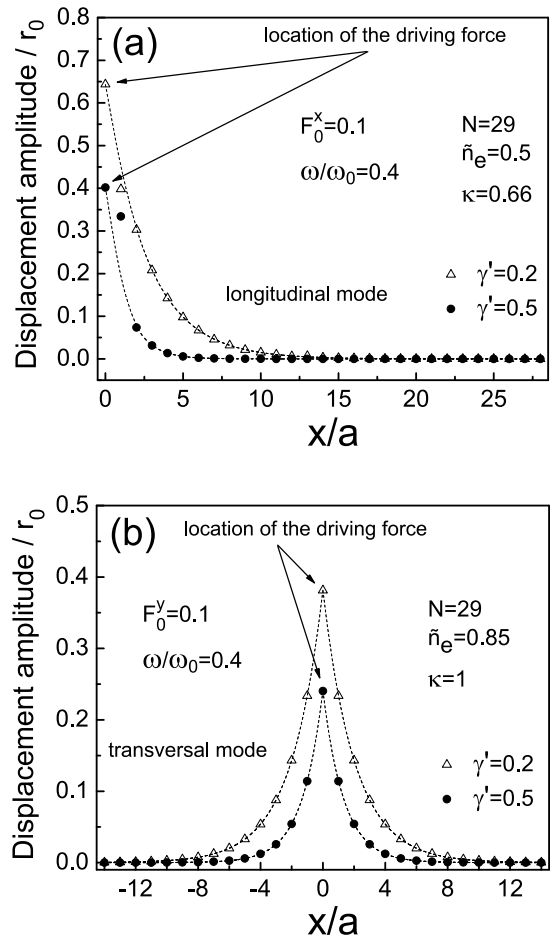 (a)
location of the driving force
F₀ˣ=0.1
N=29
ñₑ=0.5
ω/ω₀=0.4
κ=0.66
γ'=0.2
longitudinal mode
γ'=0.5
Displacement amplitude / r₀
0.8
0.7
0.6
0.5
0.4
0.3
0.2
0.1
0.0
0 5 10 15 20 25
x/a
(b)
location of the driving force
F₀ʸ=0.1
N=29
ñₑ=0.85
ω/ω₀=0.4
κ=1
transversal mode
γ'=0.2
γ'=0.5
Displacement amplitude / r₀
0.5
0.4
0.3
0.2
0.1
0.0
-12 -8 -4 0 4 8 12
x/a